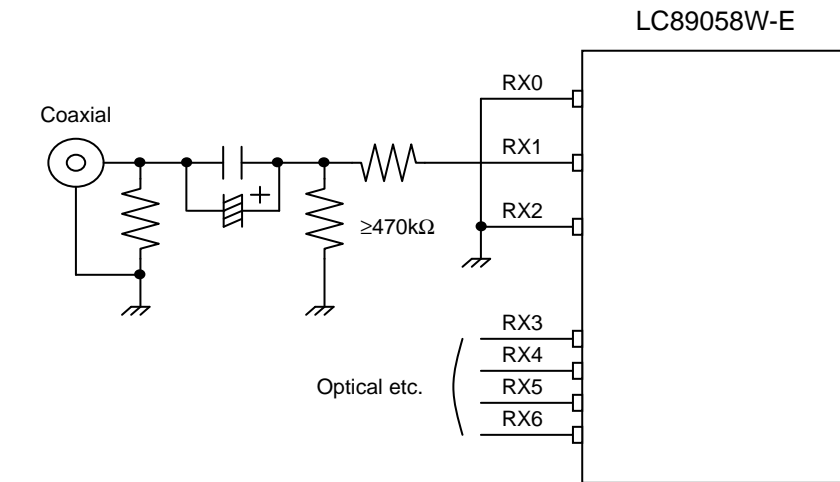 LC89058W-E
RX0
Coaxial
RX1
+
RX2
≥470kΩ
RX3
RX4
Optical etc.
RX5
RX6